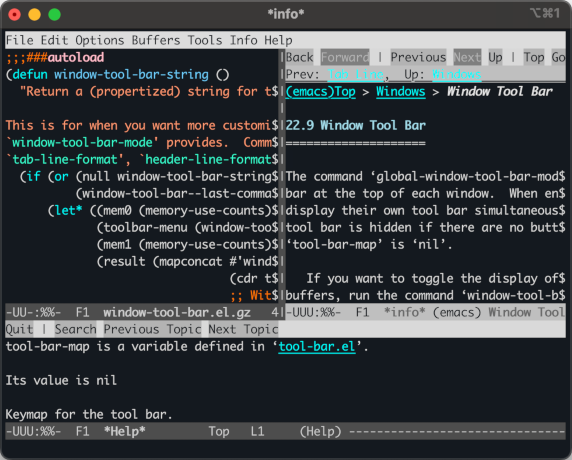 *info*
⌥⌘1
File Edit Options Buffers Tools Info Help
;;;###autoload
(defun window-tool-bar-string ()
"Return a (propertized) string for t$
This is for when you want more customi$
`window-tool-bar-mode' provides.  Comm$
`tab-line-format', `header-line-format$
(if (or (null window-tool-bar-string$
(window-tool-bar--last-comma$
(let* ((mem0 (memory-use-counts)$
(toolbar-menu (window-too$
(mem1 (memory-use-counts)$
(result (mapconcat #'wind$
(cdr t$
;; Wit$
-UU-:%%-  F1  window-tool-bar.el.gz   4
Back Forward | Previous Next Up | Top Go
Prev: Tab Line,  Up: Windows
(emacs)Top > Windows > Window Tool Bar
22.9 Window Tool Bar
====================
The command ‘global-window-tool-bar-mod$
bar at the top of each window.  When en$
display their own tool bar simultaneous$
tool bar is hidden if there are no butt$
‘tool-bar-map’ is ‘nil’.
If you want to toggle the display of$
buffers, run the command ‘window-tool-b$
-UUU:%%-  F1  *info* (emacs) Window Tool
Quit | Search Previous Topic Next Topic
tool-bar-map is a variable defined in ‘tool-bar.el’.
Its value is nil
Keymap for the tool bar.
-UUU:%%-  F1  *Help*         Top   L1     (Help) --------------------------------